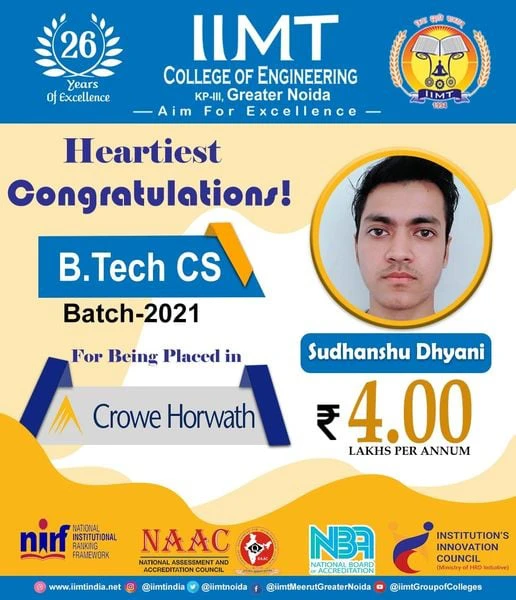 26
Years
Of Excellence
IIMT
COLLEGE OF ENGINEERING
KP-III, Greater Noida
Aim For Excellence
IIMT
1994
Heartiest
Congratulations!
B.Tech CS
Batch-2021
For Being Placed in
Crowe Horwath
Sudhanshu Dhyani
₹ 4.00
LAKHS PER ANNUM
nirf NATIONAL
INSTITUTIONAL
RANKING
FRAMEWORK
NAAC
NATIONAL ASSESSMENT AND
ACCREDITATION COUNCIL
NBA
NATIONAL BOARD
of ACCREDITATION
INSTITUTION'S
INNOVATION
COUNCIL
(Ministry of HRD Initiative)
www.iimtindia.net @iimtindia @iimtnoida @iimtMeerutGreaterNoida @iimtGroupofColleges